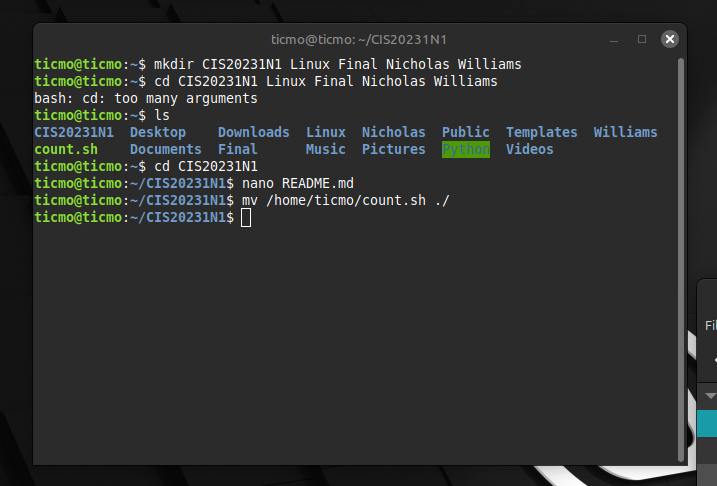 ticmo@ticmo: ~/CIS20231N1
ticmo@ticmo:~$ mkdir CIS20231N1 Linux Final Nicholas Williams
ticmo@ticmo:~$ cd CIS20231N1 Linux Final Nicholas Williams
bash: cd: too many arguments
ticmo@ticmo:~$ ls
CIS20231N1 Desktop Downloads Linux Nicholas Public Templates Williams
count.sh Documents Final Music Pictures Python Videos
ticmo@ticmo:~$ cd CIS20231N1
ticmo@ticmo:~/CIS20231N1$ nano README.md
ticmo@ticmo:~/CIS20231N1$ mv /home/ticmo/count.sh ./
ticmo@ticmo:~/CIS20231N1$
Fil